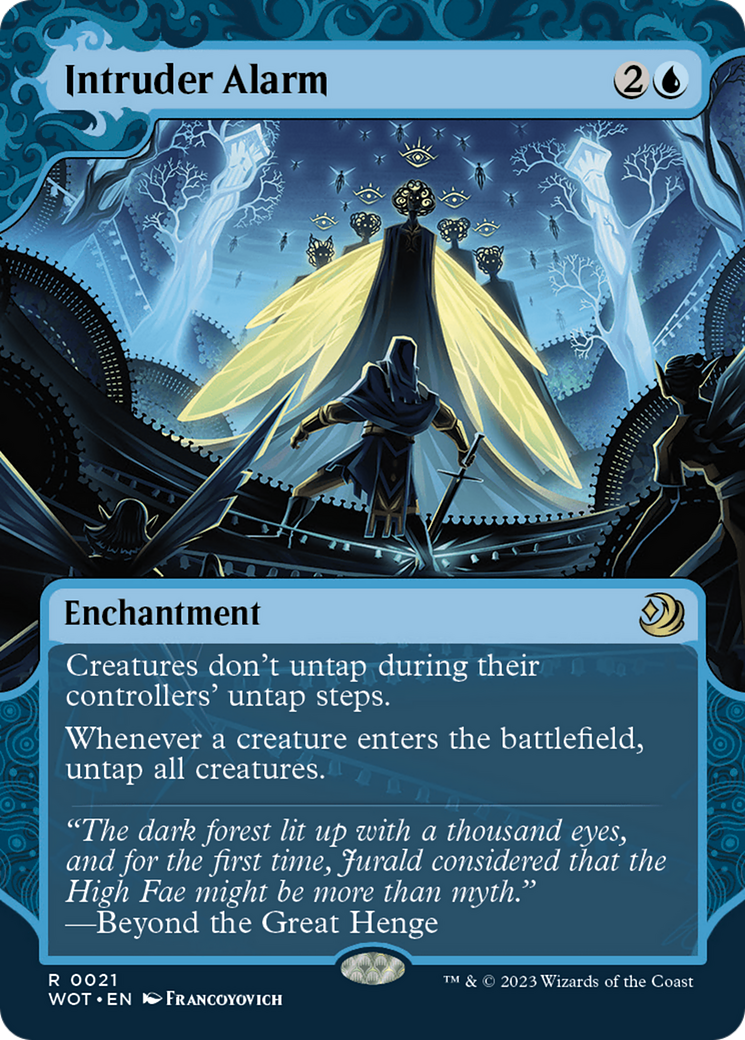 Intruder Alarm 2
Enchantment
Creatures don't untap during their
controllers' untap steps.
Whenever a creature enters the battlefield,
untap all creatures.
"The dark forest lit up with a thousand eyes,
and for the first time, Jurald considered that the
High Fae might be more than myth."
—Beyond the Great Henge
R 0021
WOT • EN Francoyovich
™ & © 2023 Wizards of the Coast